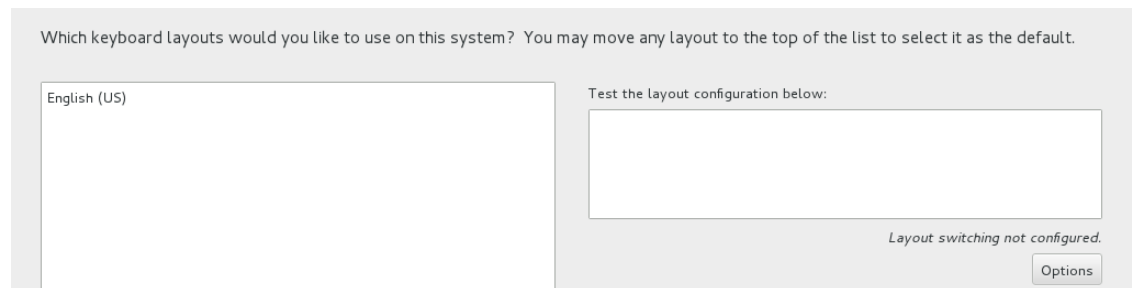 Which keyboard layouts would you like to use on this system?  You may move any layout to the top of the list to select it as the default.
English (US)
Test the layout configuration below:
Layout switching not configured.
Options